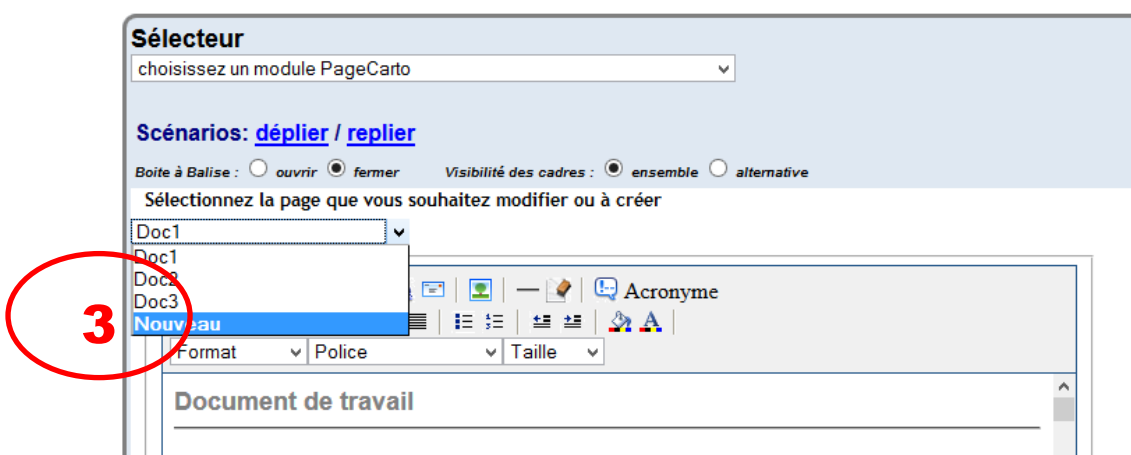 Sélecteur
choisissez un module PageCarto
Scénarios: déplier / replier
Boite à Balise : ouvrir fermer Visibilité des cadres : ensemble alternative
Sélectionnez la page que vous souhaitez modifier ou à créer
Doc1
Doc1
Doc2
Doc3
Nouveau
3
Acronyme
Format Police Taille
Document de travail